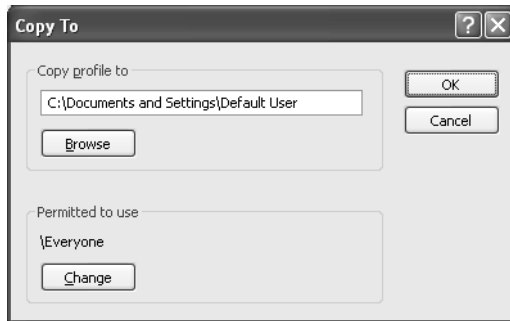 Copy To
Copy profile to
C:\Documents and Settings\Default User
OK
Browse
Cancel
Permitted to use
\Everyone
Change